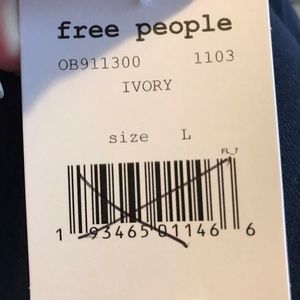 free people
OB911300 1103
IVORY
size L
FL_7
1 93465 01146 6